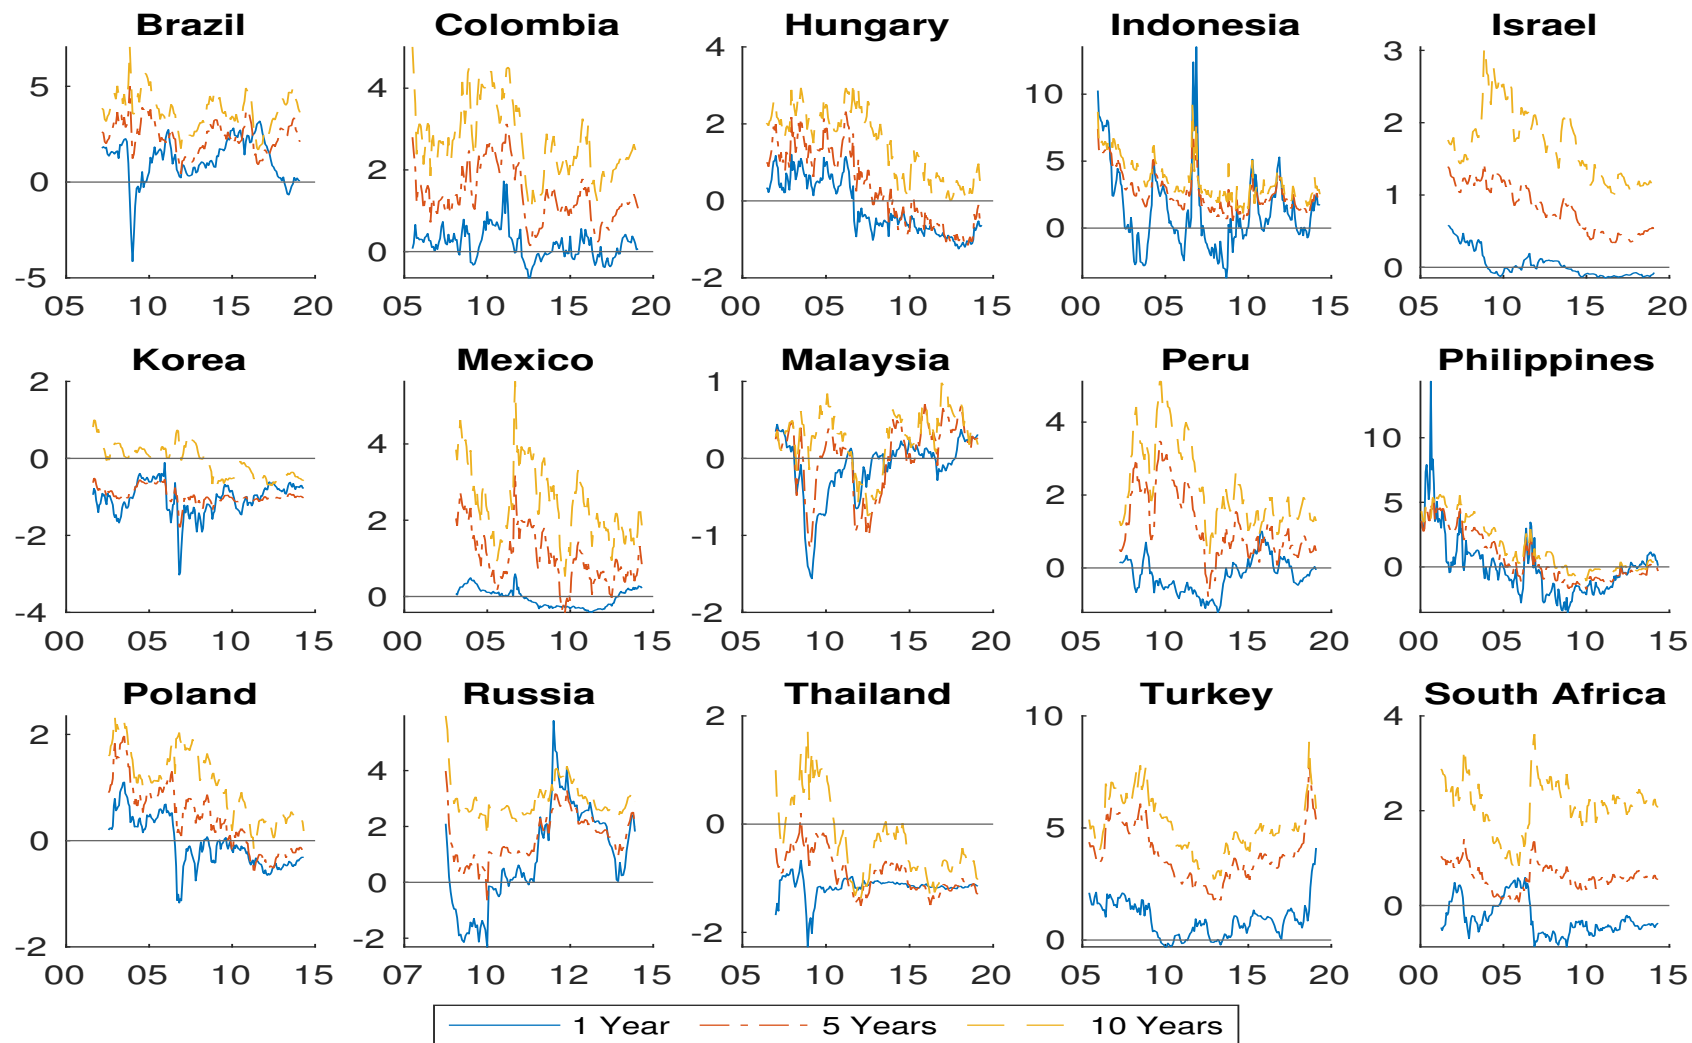 Brazil Colombia Hungary Indonesia Israel
5 0 -5 05 10 15 20
4 2 0 05 10 15 20
4 2 0 -2 00 05 10 15
10 5 0 00 05 10 15
3 2 1 0 05 10 15 20
Korea Mexico Malaysia Peru Philippines
2 0 -2 -4 00 05 10 15
4 2 0 00 05 10 15
1 0 -1 -2 05 10 15 20
4 2 0 05 10 15 20
10 5 0 00 05 10 15
Poland Russia Thailand Turkey South Africa
2 0 -2 00 05 10 15
4 2 0 -2 07 10 12 15
2 0 -2 05 10 15 20
10 5 0 05 10 15 20
4 2 0 00 05 10 15
1 Year 5 Years 10 Years